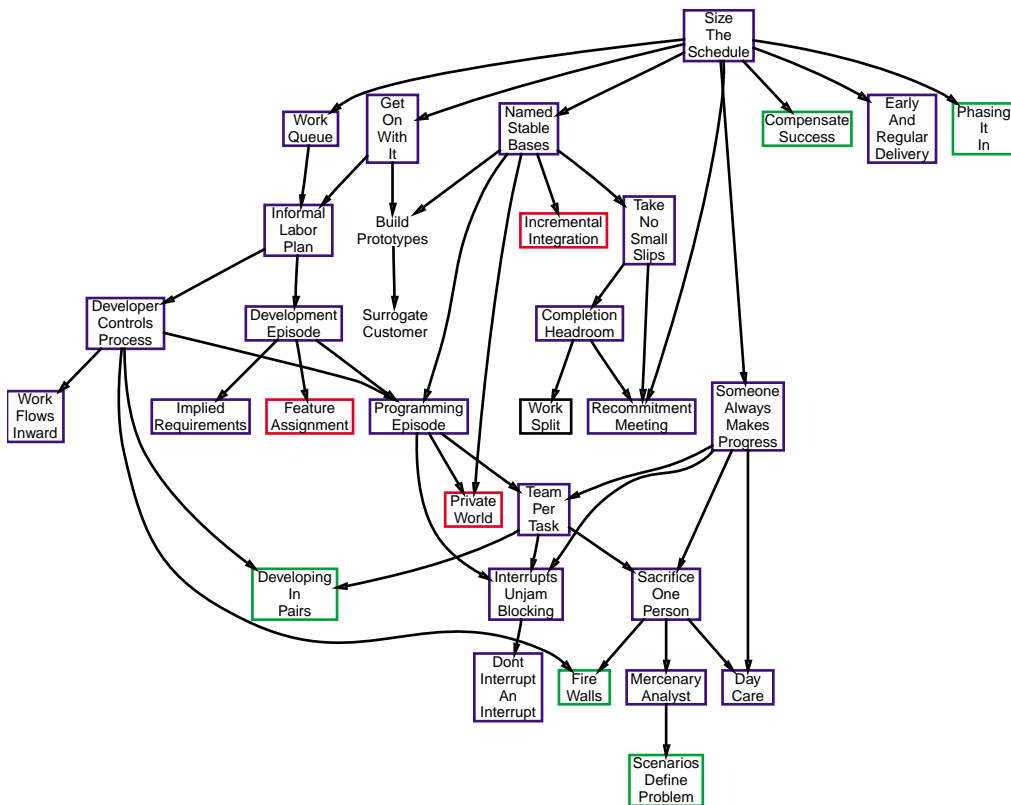 Size
The
Schedule
Work
Queue
Get
On
With
It
Named
Stable
Bases
Compensate
Success
Early
And
Regular
Delivery
Phasing
It
In
Informal
Labor
Plan
Build
Prototypes
Incremental
Integration
Take
No
Small
Slips
Developer
Controls
Process
Development
Episode
Surrogate
Customer
Completion
Headroom
Work
Flows
Inward
Implied
Requirements
Feature
Assignment
Programming
Episode
Work
Split
Recommitment
Meeting
Someone
Always
Makes
Progress
Private
World
Team
Per
Task
Developing
In
Pairs
Interrupts
Unjam
Blocking
Sacrifice
One
Person
Dont
Interrupt
An
Interrupt
Fire
Walls
Mercenary
Analyst
Day
Care
Scenarios
Define
Problem